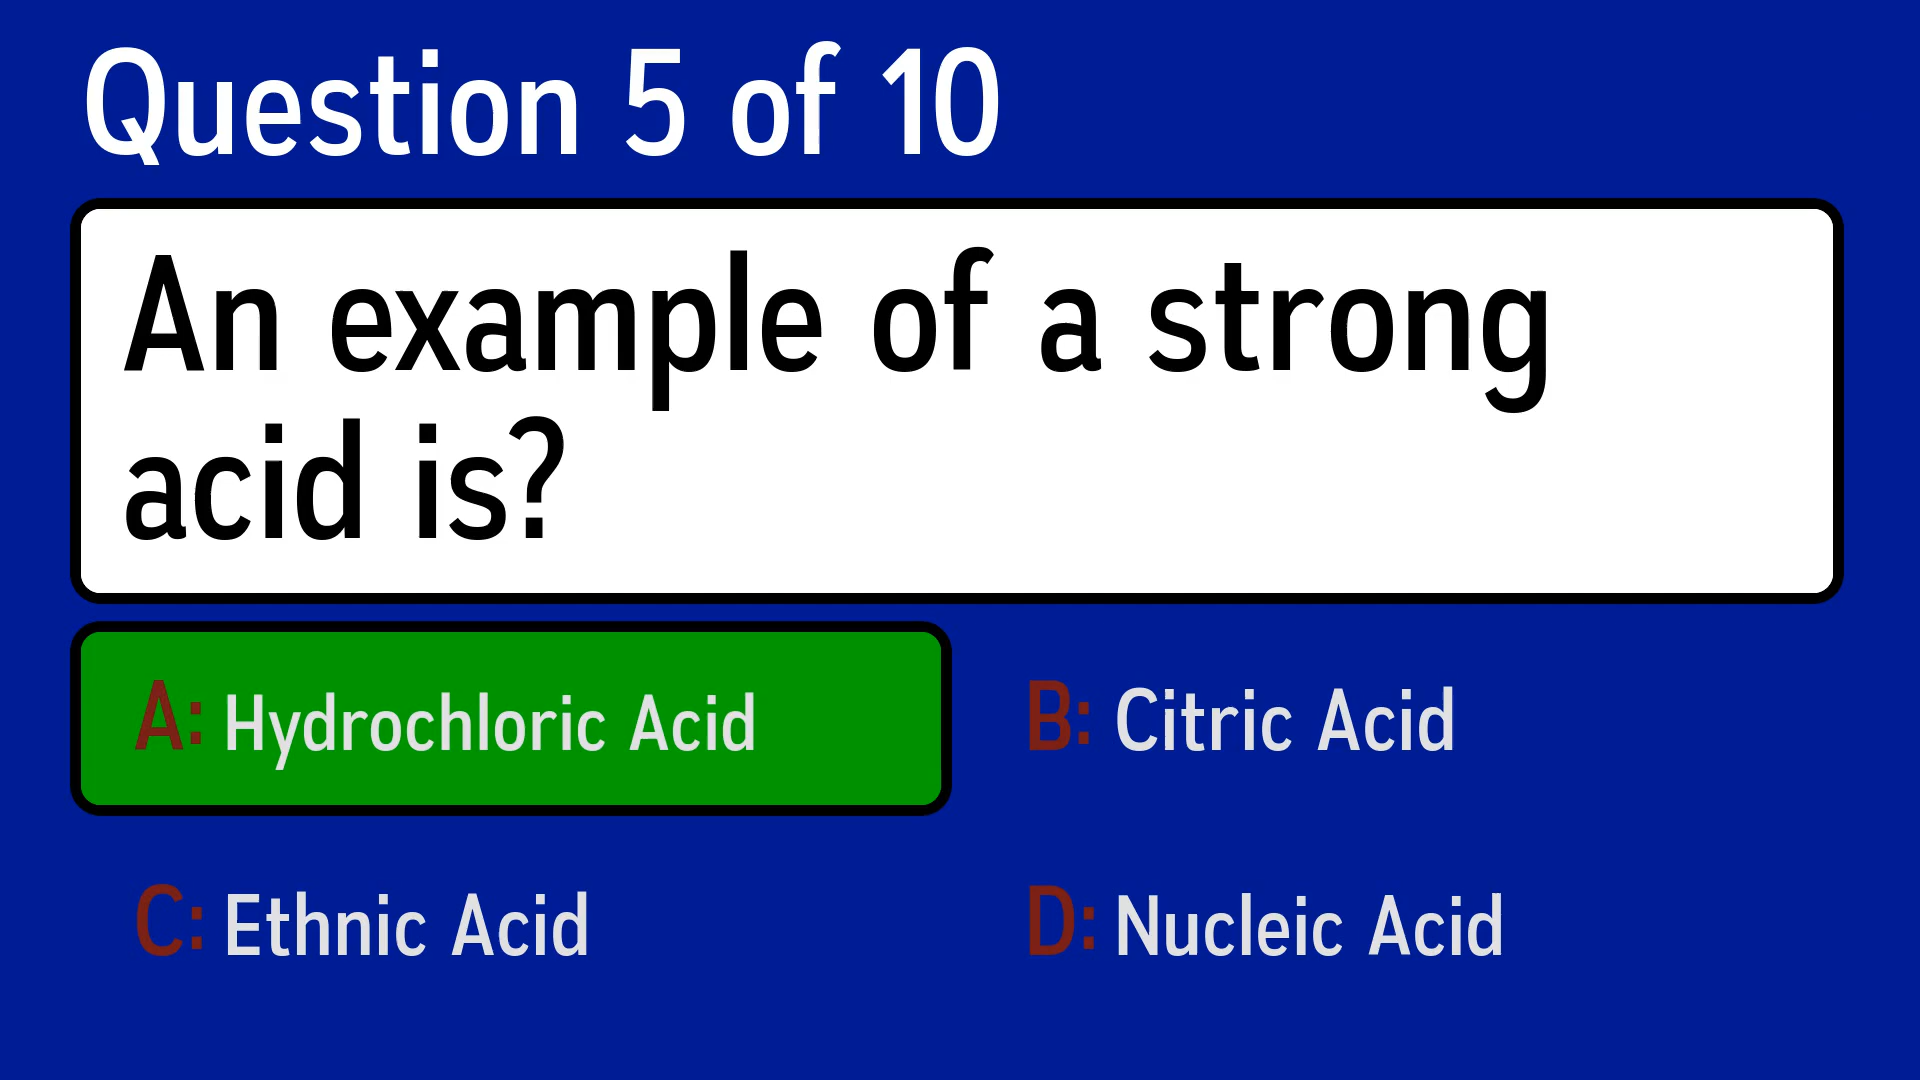 Question 5 of 10
An example of a strong
acid is?
A: Hydrochloric Acid
B: Citric Acid
C: Ethnic Acid
D: Nucleic Acid